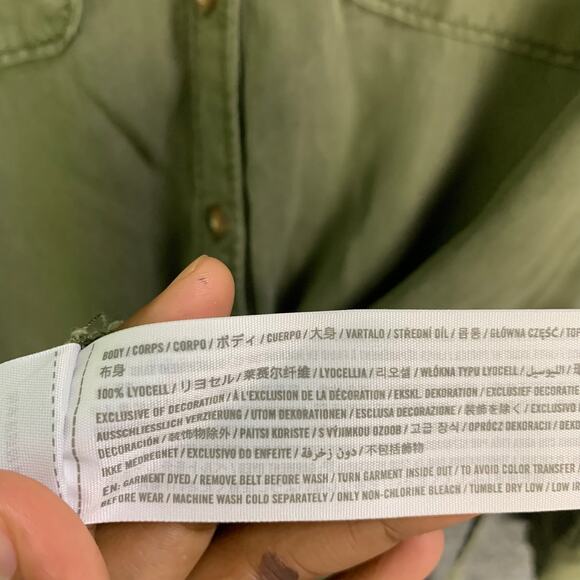 BODY / CORPS / CORPO / ボディ / CUERPO / 大身 / VARTALO / STŘEDNÍ DÍL / 몸통 / GŁÓWNA CZĘŚĆ / TOP
布身
100% LYOCELL / リヨセル / 莱赛尔纤维 / LYOCELLIA / 리오셀 / WŁÓKNA TYPU LYOCELL / الليوسيل /
EXCLUSIVE OF DECORATION / À L'EXCLUSION DE LA DÉCORATION / EKSKL. DEKORATION / EXCLUSIEF DECORATIE
AUSSCHLIESSLICH VERZIERUNG / UTOM DEKORATIONEN / ESCLUSA DECORAZIONE / 装飾を除く / EXCLU
DECORACIÓN / 装饰物除外 / PAITSI KORISTE / S VÝJIMKOU OZDOB / 고급 장식 / OPRÓCZ DEKORACJI / DEKO
IKKE MEDREGNET / EXCLUSIVO DO ENFEITE / دون زخرفة / 不包括飾物
EN: GARMENT DYED / REMOVE BELT BEFORE WASH / TURN GARMENT INSIDE OUT / TO AVOID COLOR TRANSFER
BEFORE WEAR / MACHINE WASH COLD SEPARATELY / ONLY NON-CHLORINE BLEACH / TUMBLE DRY LOW / LOW IR